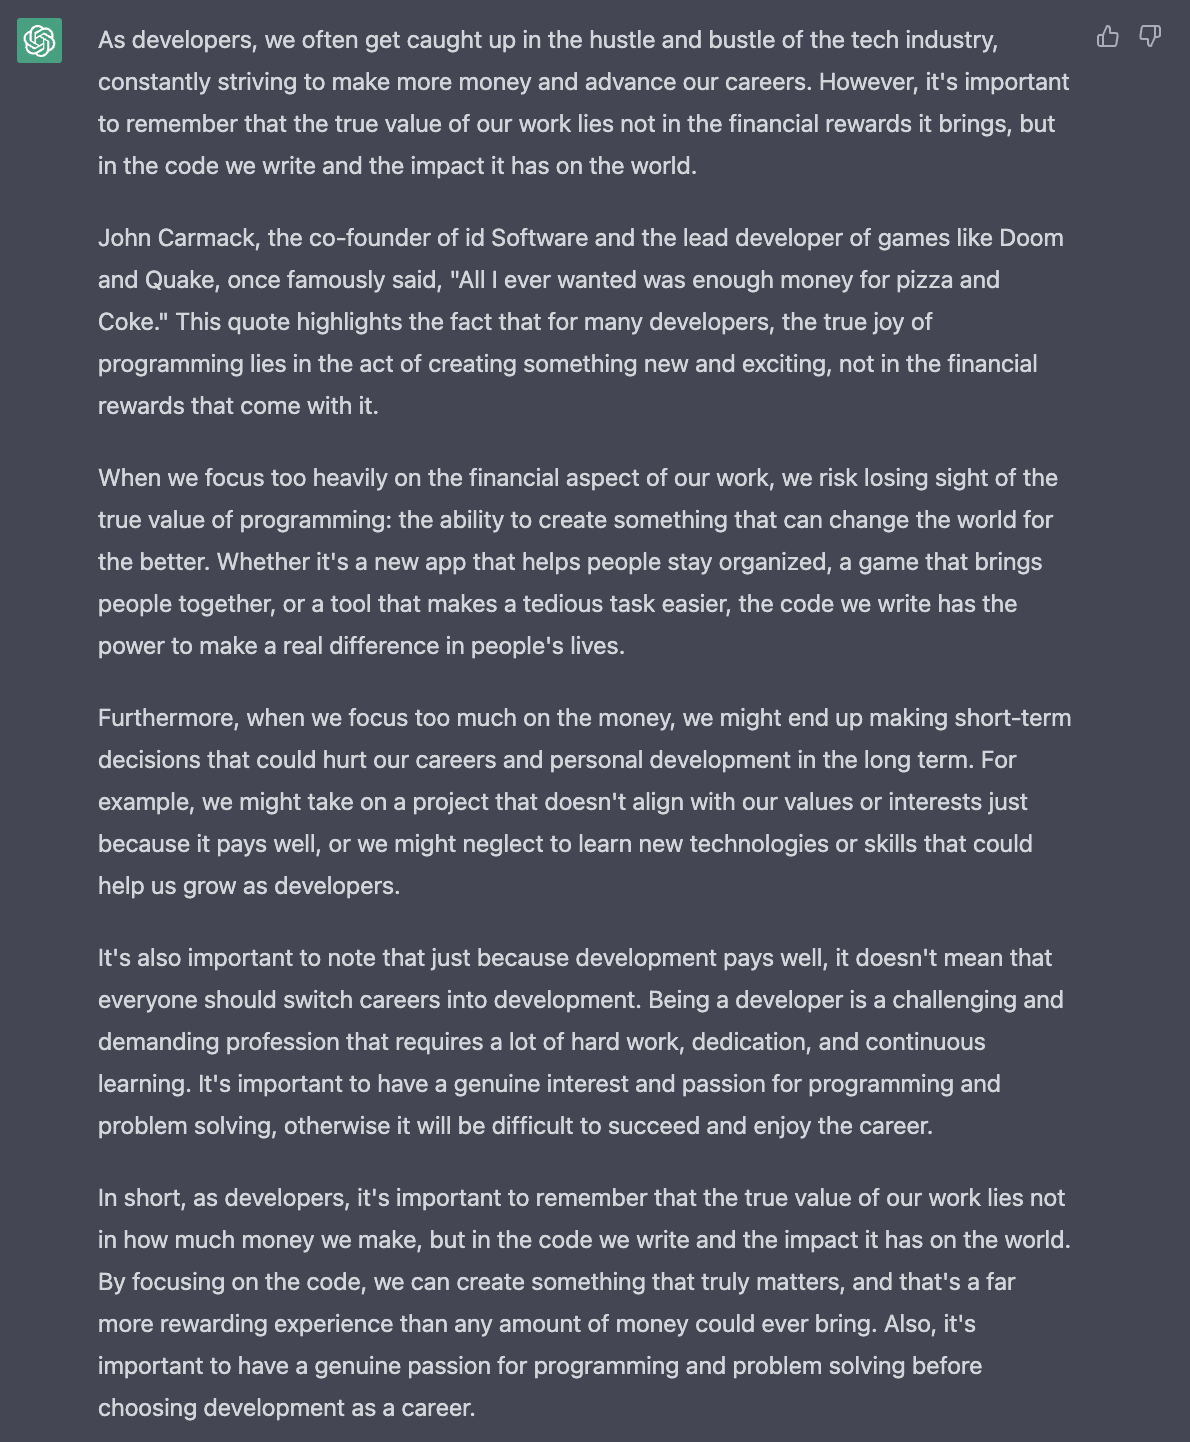 As developers, we often get caught up in the hustle and bustle of the tech industry,
constantly striving to make more money and advance our careers. However, it's important
to remember that the true value of our work lies not in the financial rewards it brings, but
in the code we write and the impact it has on the world.
John Carmack, the co-founder of id Software and the lead developer of games like Doom
and Quake, once famously said, "All I ever wanted was enough money for pizza and
Coke." This quote highlights the fact that for many developers, the true joy of
programming lies in the act of creating something new and exciting, not in the financial
rewards that come with it.
When we focus too heavily on the financial aspect of our work, we risk losing sight of the
true value of programming: the ability to create something that can change the world for
the better. Whether it's a new app that helps people stay organized, a game that brings
people together, or a tool that makes a tedious task easier, the code we write has the
power to make a real difference in people's lives.
Furthermore, when we focus too much on the money, we might end up making short-term
decisions that could hurt our careers and personal development in the long term. For
example, we might take on a project that doesn't align with our values or interests just
because it pays well, or we might neglect to learn new technologies or skills that could
help us grow as developers.
It's also important to note that just because development pays well, it doesn't mean that
everyone should switch careers into development. Being a developer is a challenging and
demanding profession that requires a lot of hard work, dedication, and continuous
learning. It's important to have a genuine interest and passion for programming and
problem solving, otherwise it will be difficult to succeed and enjoy the career.
In short, as developers, it's important to remember that the true value of our work lies not
in how much money we make, but in the code we write and the impact it has on the world.
By focusing on the code, we can create something that truly matters, and that's a far
more rewarding experience than any amount of money could ever bring. Also, it's
important to have a genuine passion for programming and problem solving before
choosing development as a career.